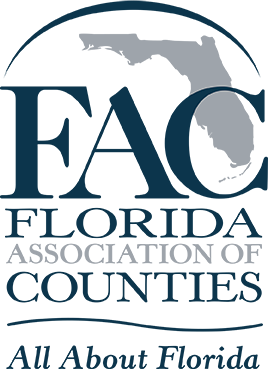 FAC
FLORIDA
ASSOCIATION OF
COUNTIES
All About Florida